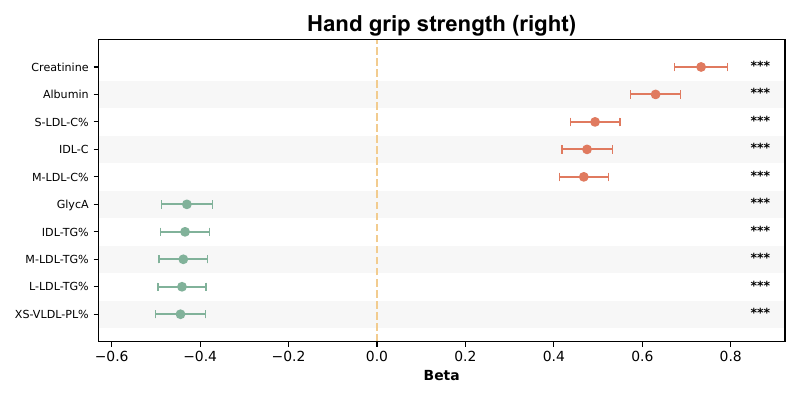 Hand grip strength (right)
Creatinine ***
Albumin ***
S-LDL-C% ***
IDL-C ***
M-LDL-C% ***
GlycA ***
IDL-TG% ***
M-LDL-TG% ***
L-LDL-TG% ***
XS-VLDL-PL% ***
−0.6 −0.4 −0.2 0.0 0.2 0.4 0.6 0.8
Beta